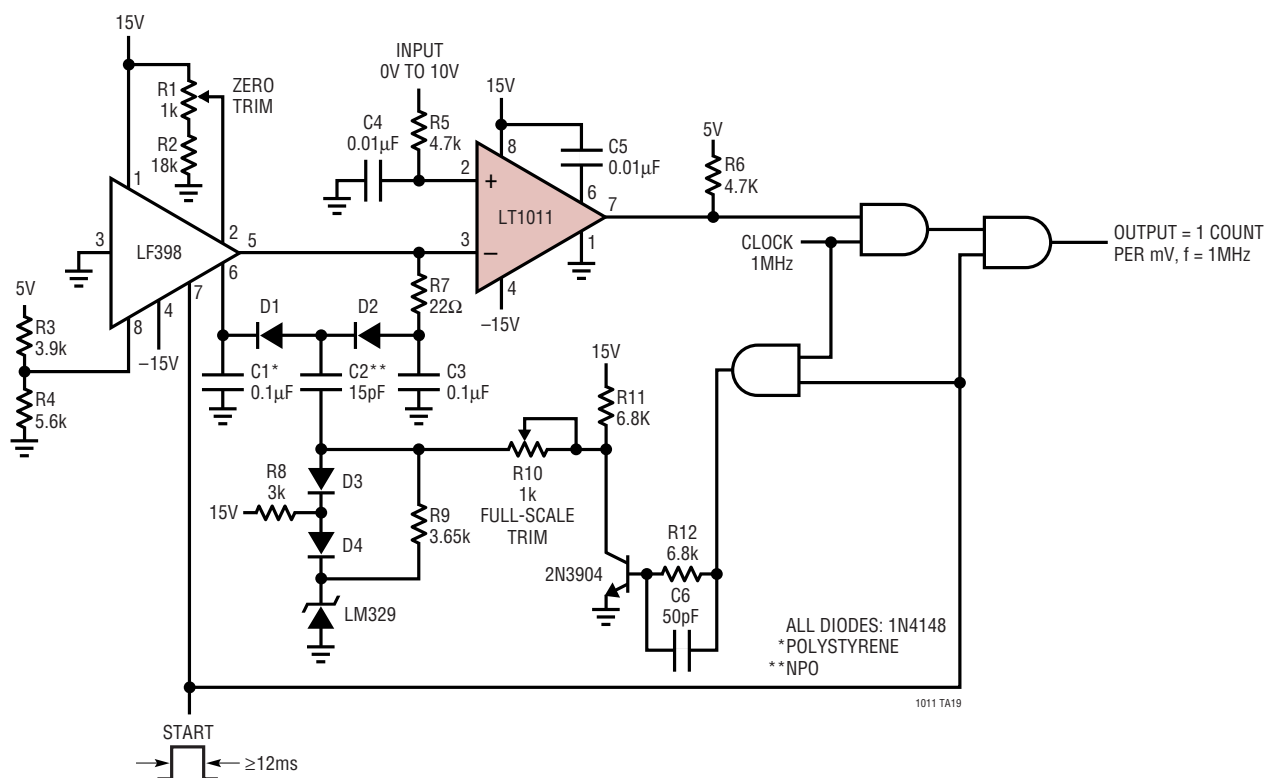 15V
R1
1k
ZERO
TRIM
R2
18k
1
2
3
LF398
5
6
7
8
4
–15V
5V
R3
3.9k
R4
5.6k
INPUT
0V TO 10V
C4
0.01µF
R5
4.7k
15V
8
C5
0.01µF
2
+
LT1011
6
7
3
–
1
4
–15V
5V
R6
4.7K
CLOCK
1MHz
OUTPUT = 1 COUNT
PER mV, f = 1MHz
D1
D2
R7
22Ω
C1*
0.1µF
C2**
15pF
C3
0.1µF
15V
R11
6.8K
R8
3k
15V
D3
D4
R9
3.65k
R10
1k
FULL-SCALE
TRIM
LM329
2N3904
R12
6.8k
C6
50pF
ALL DIODES: 1N4148
*POLYSTYRENE
**NPO
1011 TA19
START
≥12ms